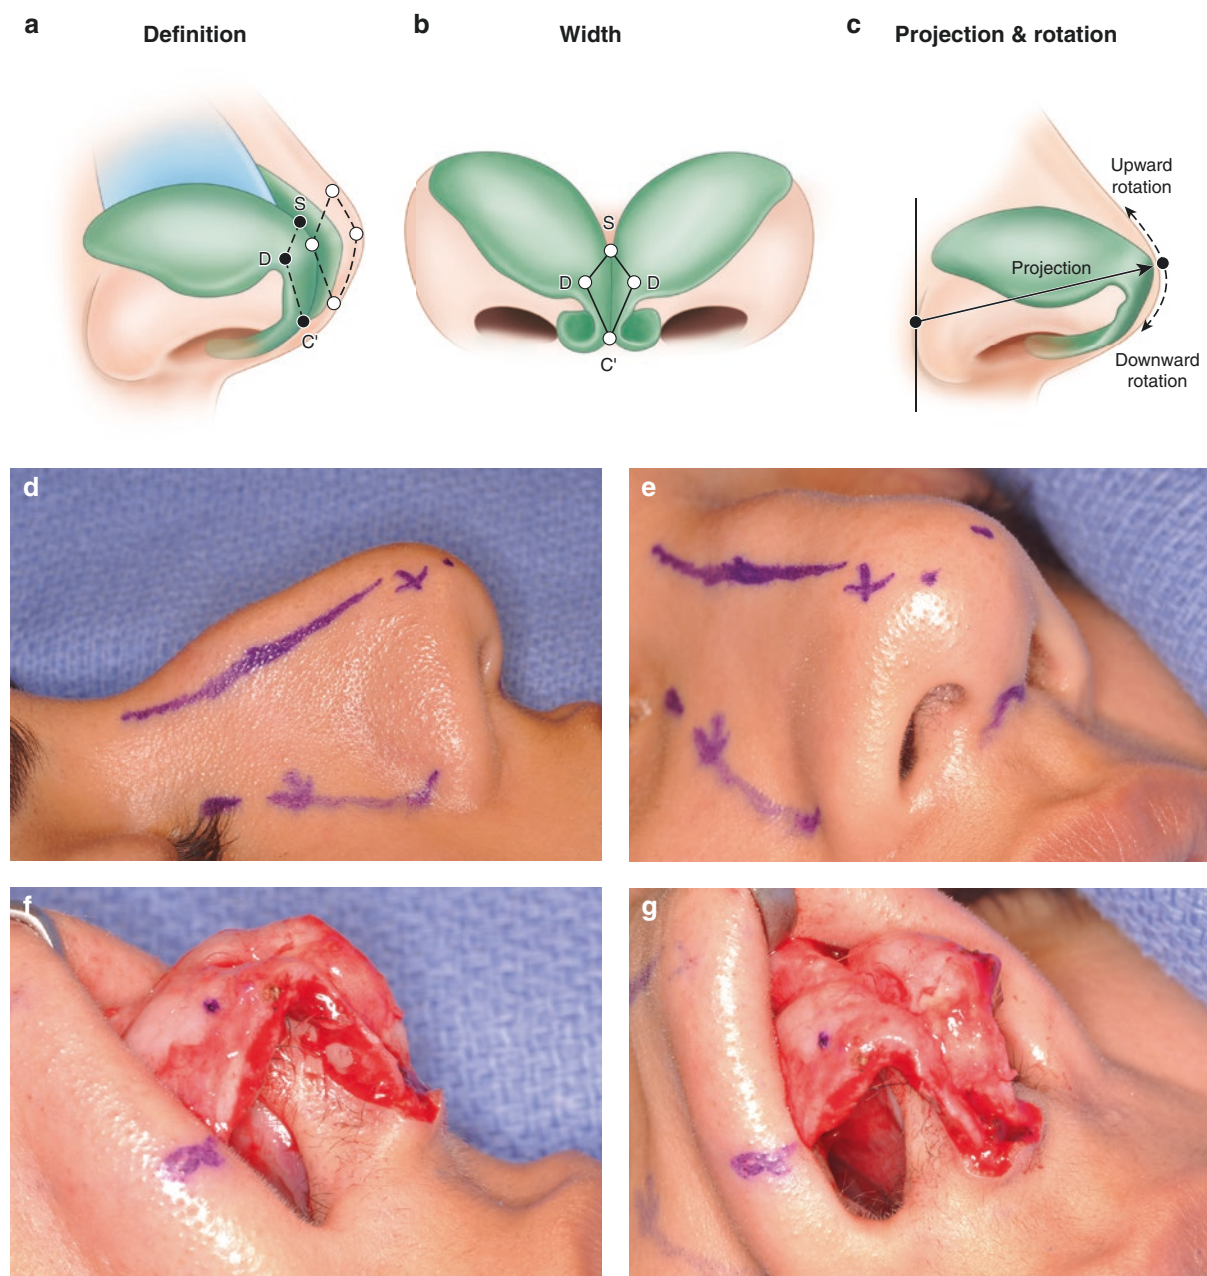 a Definition
b Width
c Projection & rotation
S
D
C'
S
D D
C'
Upward
rotation
Projection
Downward
rotation
d
e
f
g